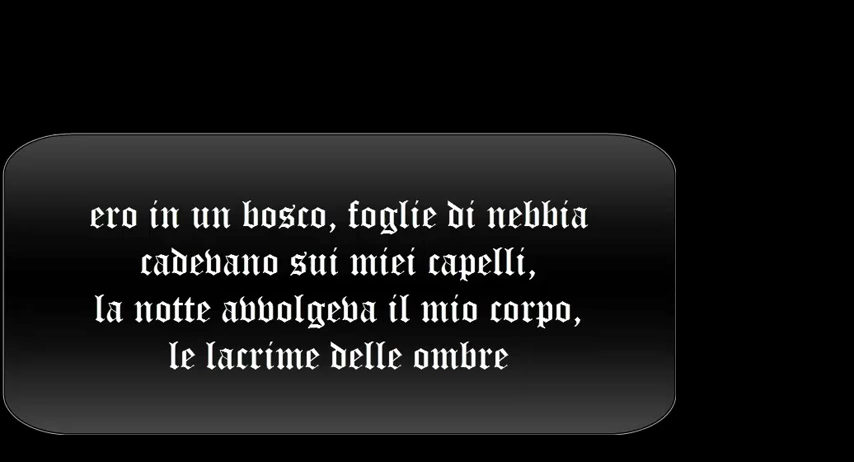 ero in un bosco, foglie di nebbia
cadevano sui miei capelli,
la notte avvolgeva il mio corpo,
le lacrime delle ombre